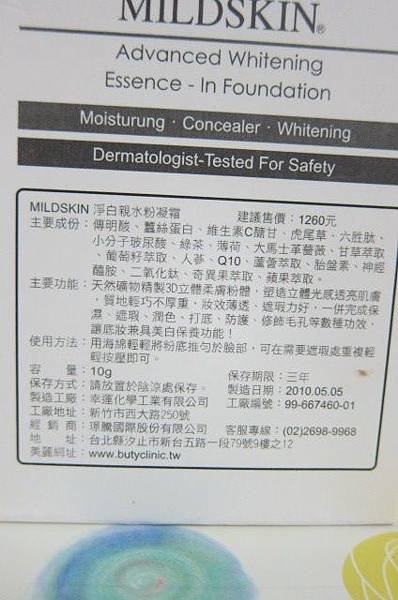 MILDSKIN®
Advanced Whitening
Essence - In Foundation
Moisturung · Concealer · Whitening
Dermatologist-Tested For Safety
MILDSKIN 淨白親水粉凝霜 建議售價：1260元
主要成份：傳明酸、蠶絲蛋白、維生素C醣甘、虎尾草、六胜肽、
小分子玻尿酸、綠茶、薄荷、大馬士革薔薇、甘草萃取
、葡萄籽萃取、人蔘、Q10、蘆薈萃取、胎盤素、神經
醯胺、二氧化鈦、奇異果萃取、蘋果萃取。
主要功能：天然礦物精製3D立體柔膚粉體，塑造立體光感透亮肌膚
，質地輕巧不厚重，妝效薄透、遮瑕力好，一併完成保
濕、遮瑕、潤色、打底、防護、修飾毛孔等數種功效，
讓底妝兼具美白保養功能！
使用方法：用海綿輕輕將粉底推勻於臉部，可在需要遮瑕處重複輕
輕按壓即可。
容 量：10g 保存期限：三年
保存方式：請放置於陰涼處保存。 製造日期：2010.05.05
製造工廠：幸運化學工業有限公司 工廠編號：99-667460-01
工廠地址：新竹市西大路250號
經 銷 商：璟騰國際股份有限公司 客服專線：(02)2698-9968
地 址：台北縣汐止市新台五路一段79號9樓之12
美麗網址：www.butyclinic.tw